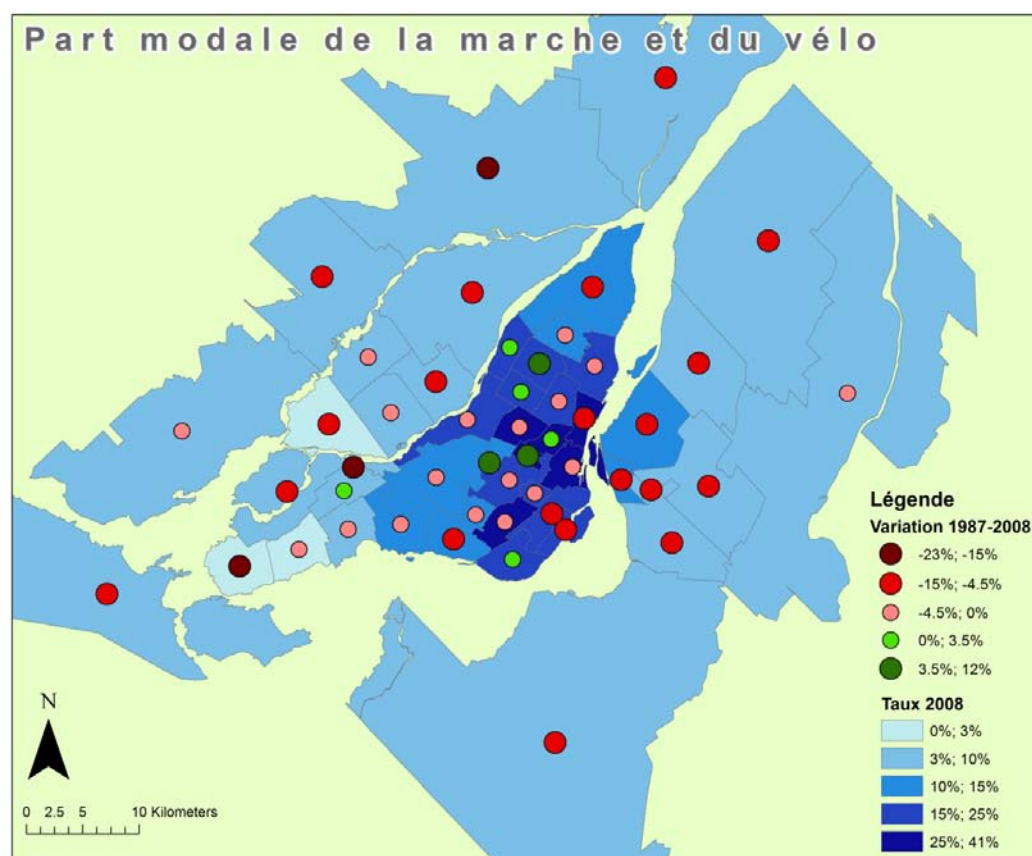 Part modale de la marche et du vélo
Légende
Variation 1987-2008
-23%; -15%
-15%; -4.5%
-4.5%; 0%
0%; 3.5%
3.5%; 12%
Taux 2008
0%; 3%
3%; 10%
10%; 15%
15%; 25%
25%; 41%
N
0 2.5 5 10 Kilometers